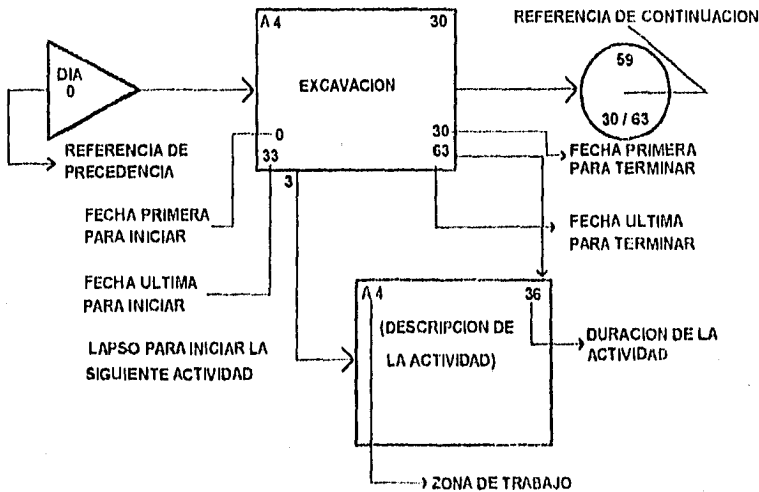 REFERENCIA DE CONTINUACION
A 4
30
59
DIA
0
EXCAVACION
30 / 63
0
30
33
63
REFERENCIA DE
PRECEDENCIA
3
FECHA PRIMERA
PARA TERMINAR
FECHA PRIMERA
PARA INICIAR
FECHA ULTIMA
PARA TERMINAR
FECHA ULTIMA
PARA INICIAR
A 4
36
(DESCRIPCION DE
LA ACTIVIDAD)
DURACION DE LA
ACTIVIDAD
LAPSO PARA INICIAR LA
SIGUIENTE ACTIVIDAD
ZONA DE TRABAJO